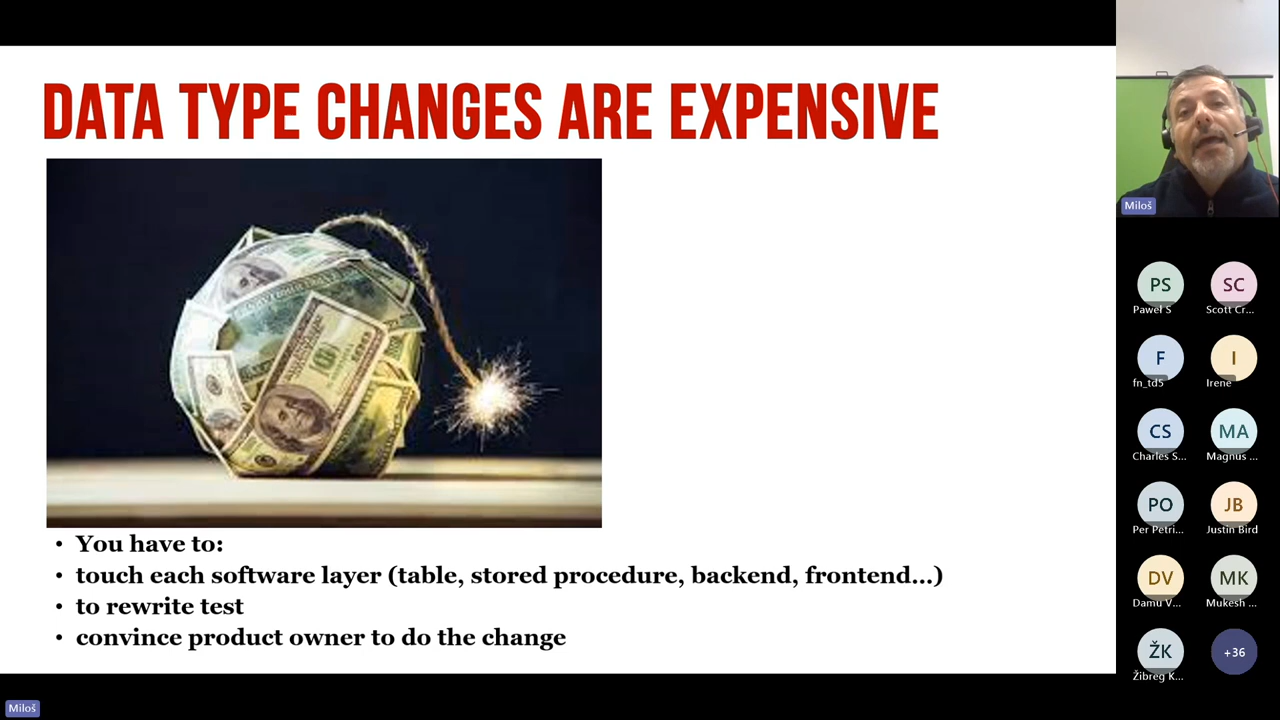 DATA TYPE CHANGES ARE EXPENSIVE
• You have to:
• touch each software layer (table, stored procedure, backend, frontend...)
• to rewrite test
• convince product owner to do the change
Miloš
PS
Paweł S
SC
Scott Cr...
F
fn_td5
I
Irene
CS
Charles S...
MA
Magnus ...
PO
Per Petri...
JB
Justin Bird
DV
Damu V...
MK
Mukesh ...
ŽK
Žibreg K...
+36
Miloš